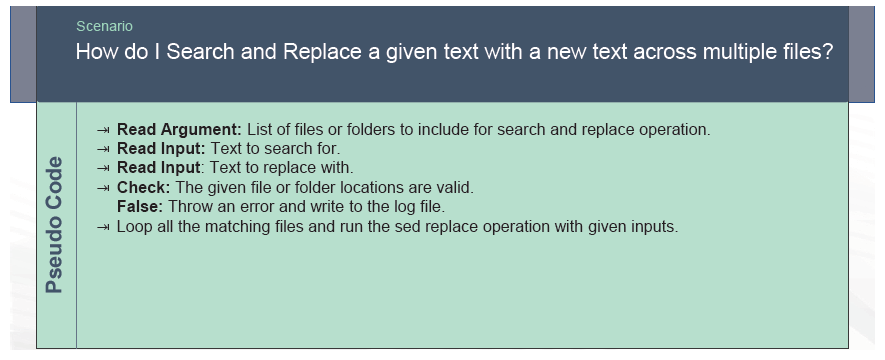 Scenario
How do I Search and Replace a given text with a new text across multiple files?
Pseudo Code
⇥ Read Argument: List of files or folders to include for search and replace operation.
⇥ Read Input: Text to search for.
⇥ Read Input: Text to replace with.
⇥ Check: The given file or folder locations are valid.
False: Throw an error and write to the log file.
⇥ Loop all the matching files and run the sed replace operation with given inputs.